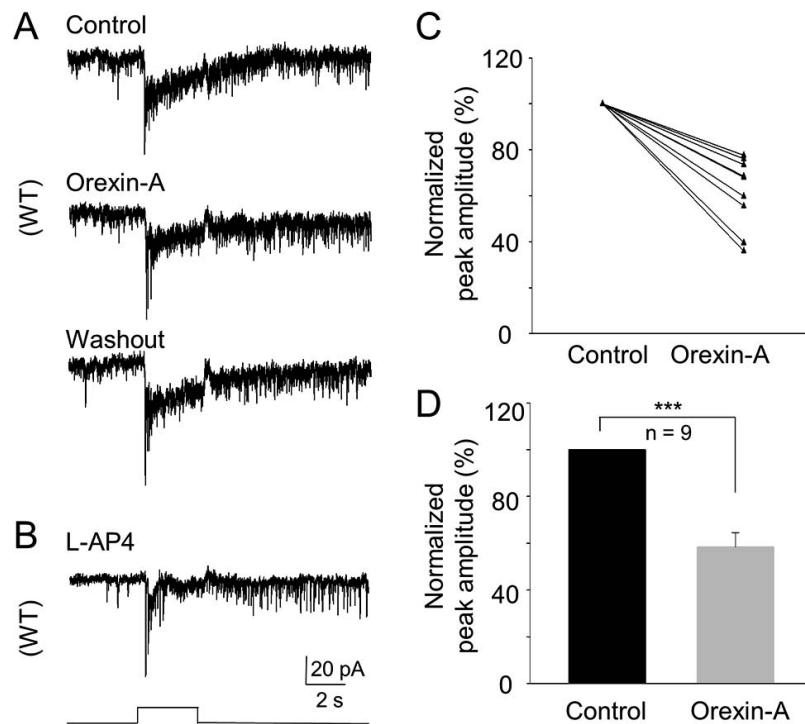 A
Control
Orexin-A
(WT)
Washout
B
L-AP4
(WT)
20 pA
2 s
C
Normalized
peak amplitude (%)
120
80
40
0
Control
Orexin-A
D
Normalized
peak amplitude (%)
120
80
40
0
***
n = 9
Control
Orexin-A